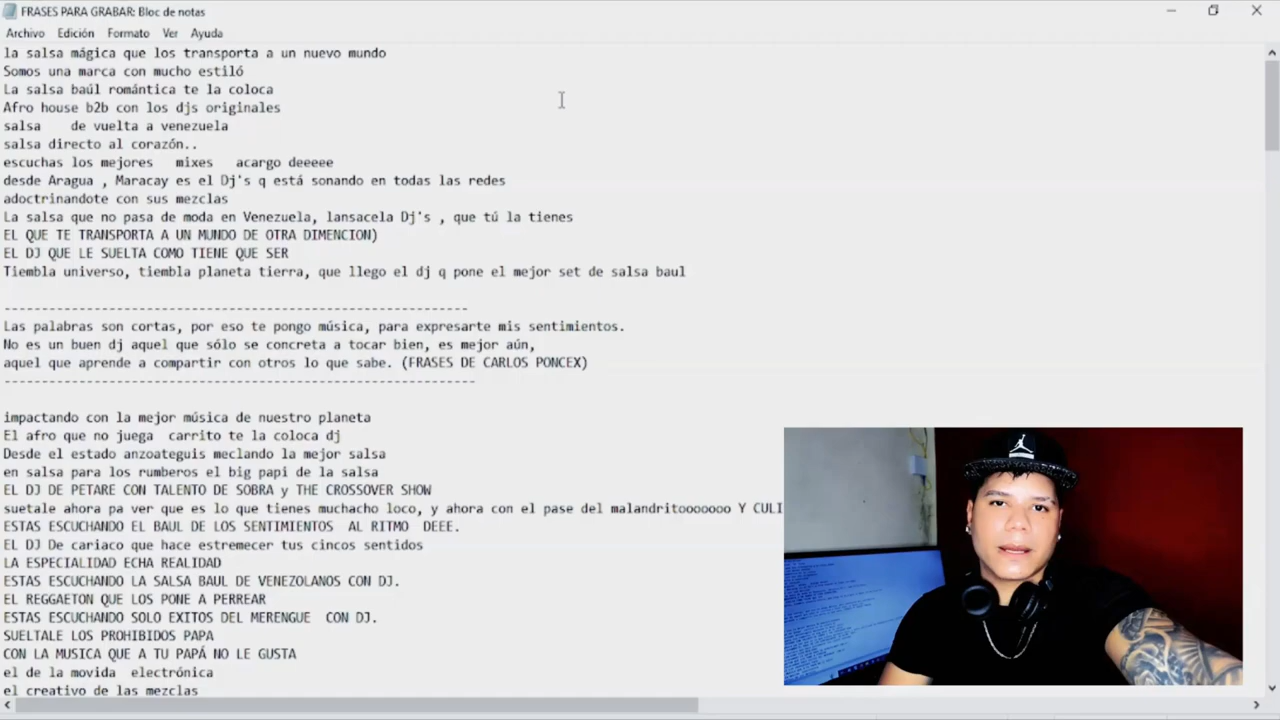 FRASES PARA GRABAR: Bloc de notas
Archivo Edición Formato Ver Ayuda
la salsa mágica que los transporta a un nuevo mundo
Somos una marca con mucho estiló
La salsa baúl romántica te la coloca
Afro house b2b con los djs originales
salsa    de vuelta a venezuela
salsa directo al corazón..
escuchas los mejores   mixes   acargo deeeee
desde Aragua , Maracay es el Dj's q está sonando en todas las redes
adoctrinandote con sus mezclas
La salsa que no pasa de moda en Venezuela, lansacela Dj's , que tú la tienes
EL QUE TE TRANSPORTA A UN MUNDO DE OTRA DIMENCION)
EL DJ QUE LE SUELTA COMO TIENE QUE SER
Tiembla universo, tiembla planeta tierra, que llego el dj q pone el mejor set de salsa baul
--------------------------------------------------------------
Las palabras son cortas, por eso te pongo música, para expresarte mis sentimientos.
No es un buen dj aquel que sólo se concreta a tocar bien, es mejor aún,
aquel que aprende a compartir con otros lo que sabe. (FRASES DE CARLOS PONCEX)
---------------------------------------------------------------
impactando con la mejor música de nuestro planeta
El afro que no juega  carrito te la coloca dj
Desde el estado anzoateguis meclando la mejor salsa
en salsa para los rumberos el big papi de la salsa
EL DJ DE PETARE CON TALENTO DE SOBRA y THE CROSSOVER SHOW
suetale ahora pa ver que es lo que tienes muchacho loco, y ahora con el pase del malandritooooooo Y CULI
ESTAS ESCUCHANDO EL BAUL DE LOS SENTIMIENTOS  AL RITMO  DEEE.
EL DJ De cariaco que hace estremecer tus cincos sentidos
LA ESPECIALIDAD ECHA REALIDAD
ESTAS ESCUCHANDO LA SALSA BAUL DE VENEZOLANOS CON DJ.
EL REGGAETON QUE LOS PONE A PERREAR
ESTAS ESCUCHANDO SOLO EXITOS DEL MERENGUE  CON DJ.
SUELTALE LOS PROHIBIDOS PAPA
CON LA MUSICA QUE A TU PAPÁ NO LE GUSTA
el de la movida  electrónica
el creativo de las mezclas